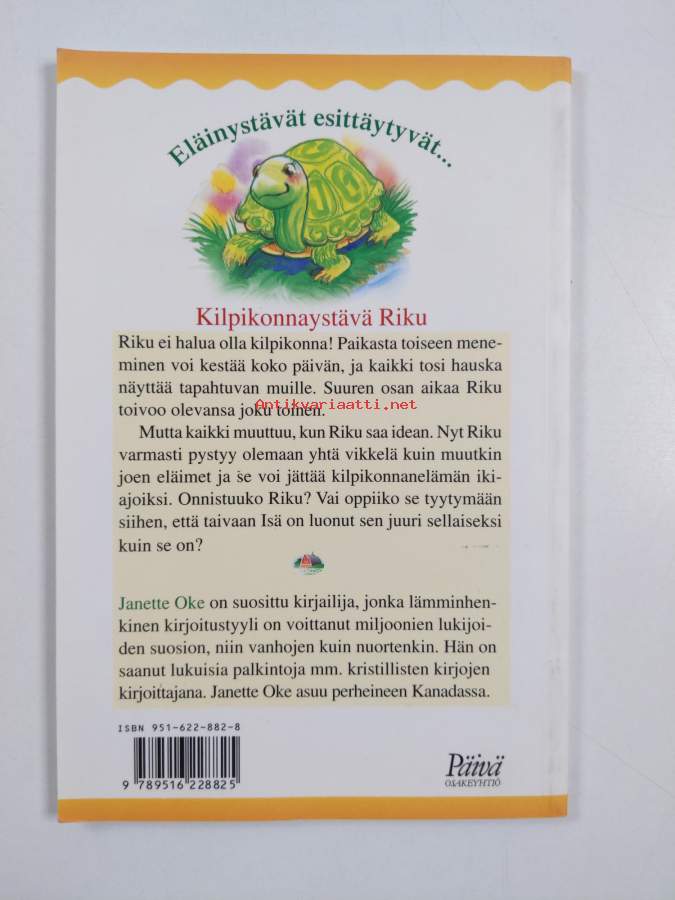 Eläinystävät esittäytyvät...
Kilpikonnaystävä Riku
Riku ei halua olla kilpikonna! Paikasta toiseen mene-
minen voi kestää koko päivän, ja kaikki tosi hauska
näyttää tapahtuvan muille. Suuren osan aikaa Riku
toivoo olevansa joku toinen.
Antikvariaatti.net
Mutta kaikki muuttuu, kun Riku saa idean. Nyt Riku
varmasti pystyy olemaan yhtä vikkelä kuin muutkin
joen eläimet ja se voi jättää kilpikonnanelämän iki-
ajoiksi. Onnistuuko Riku? Vai oppiiko se tyytymään
siihen, että taivaan Isä on luonut sen juuri sellaiseksi
kuin se on?
Janette Oke on suosittu kirjailija, jonka lämminhen-
kinen kirjoitustyyli on voittanut miljoonien lukijoi-
den suosion, niin vanhojen kuin nuortenkin. Hän on
saanut lukuisia palkintoja mm. kristillisten kirjojen
kirjoittajana. Janette Oke asuu perheineen Kanadassa.
ISBN 951-622-882-8
9 789516 228825
Päivä
OSAKEYHTIÖ